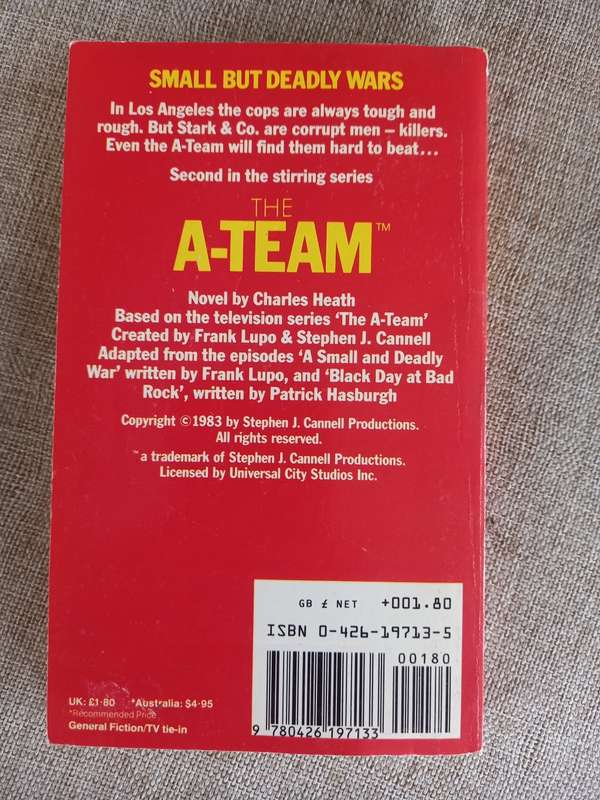 SMALL BUT DEADLY WARS
In Los Angeles the cops are always tough and
rough. But Stark & Co. are corrupt men – killers.
Even the A-Team will find them hard to beat...
Second in the stirring series
THE
A-TEAM™
Novel by Charles Heath
Based on the television series 'The A-Team'
Created by Frank Lupo & Stephen J. Cannell
Adapted from the episodes 'A Small and Deadly
War' written by Frank Lupo, and 'Black Day at Bad
Rock', written by Patrick Hasburgh
Copyright ©1983 by Stephen J. Cannell Productions.
All rights reserved.
™a trademark of Stephen J. Cannell Productions.
Licensed by Universal City Studios Inc.
GB £ NET +001.80
ISBN 0-426-19713-5
00180
9 780426 197133
UK: £1·80 *Australia: $4·95
*Recommended Price
General Fiction/TV tie-in